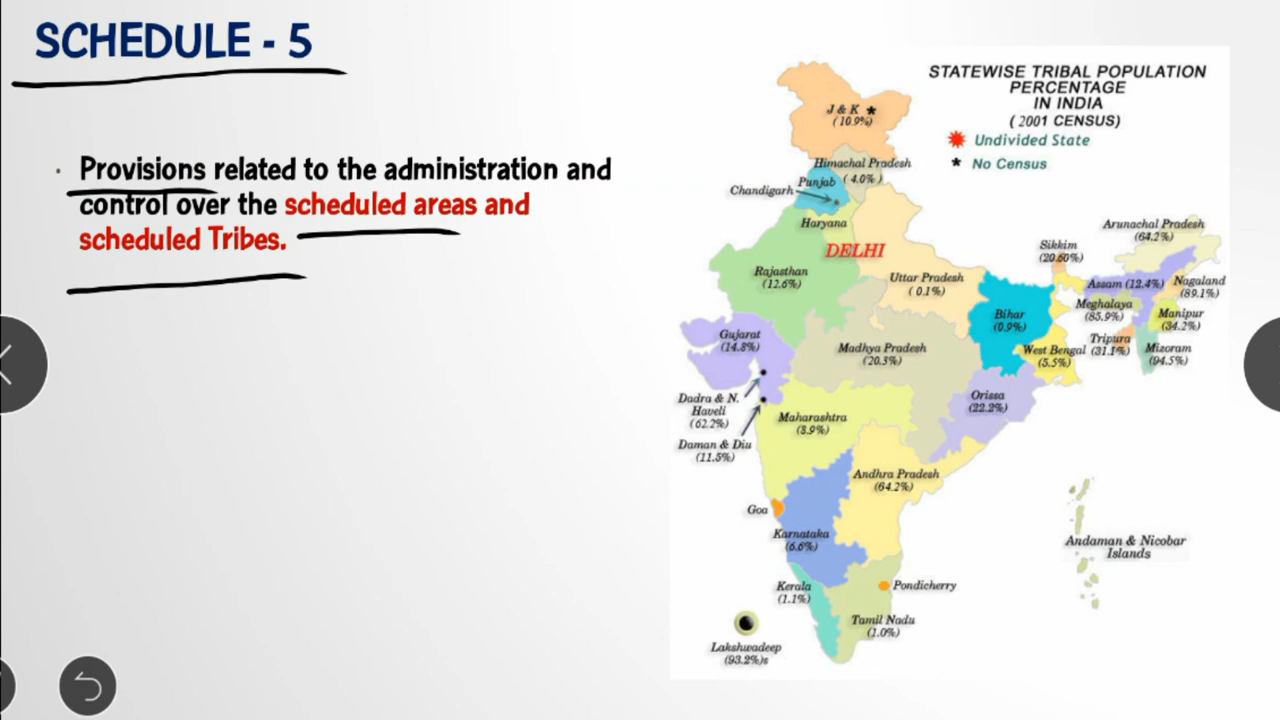 SCHEDULE - 5
· Provisions related to the administration and
control over the scheduled areas and
scheduled Tribes.
STATEWISE TRIBAL POPULATION
PERCENTAGE
IN INDIA
( 2001 CENSUS)
Undivided State
* No Census
J & K *
(10.9%)
Himachal Pradesh
( 4.0%)
Punjab
Chandigarh
Haryana
DELHI
Rajasthan
(12.6%)
Uttar Pradesh
( 0.1%)
Sikkim
(20.60%)
Arunachal Pradesh
(64.2%)
Assam (12.4%)
Nagaland
(89.1%)
Meghalaya
(85.9%)
Manipur
(34.2%)
Bihar
(0.9%)
Tripura
(31.1%)
Mizoram
(94.5%)
West Bengal
(5.5%)
Gujarat
(14.8%)
Madhya Pradesh
(20.3%)
Orissa
(22.2%)
Dadra & N.
Haveli
(62.2%)
Daman & Diu
(11.5%)
Maharashtra
(8.9%)
Andhra Pradesh
(64.2%)
Goa
Karnataka
(6.6%)
Andaman & Nicobar
Islands
Kerala
(1.1%)
Pondicherry
Tamil Nadu
(1.0%)
Lakshwadeep
(93.2%)s